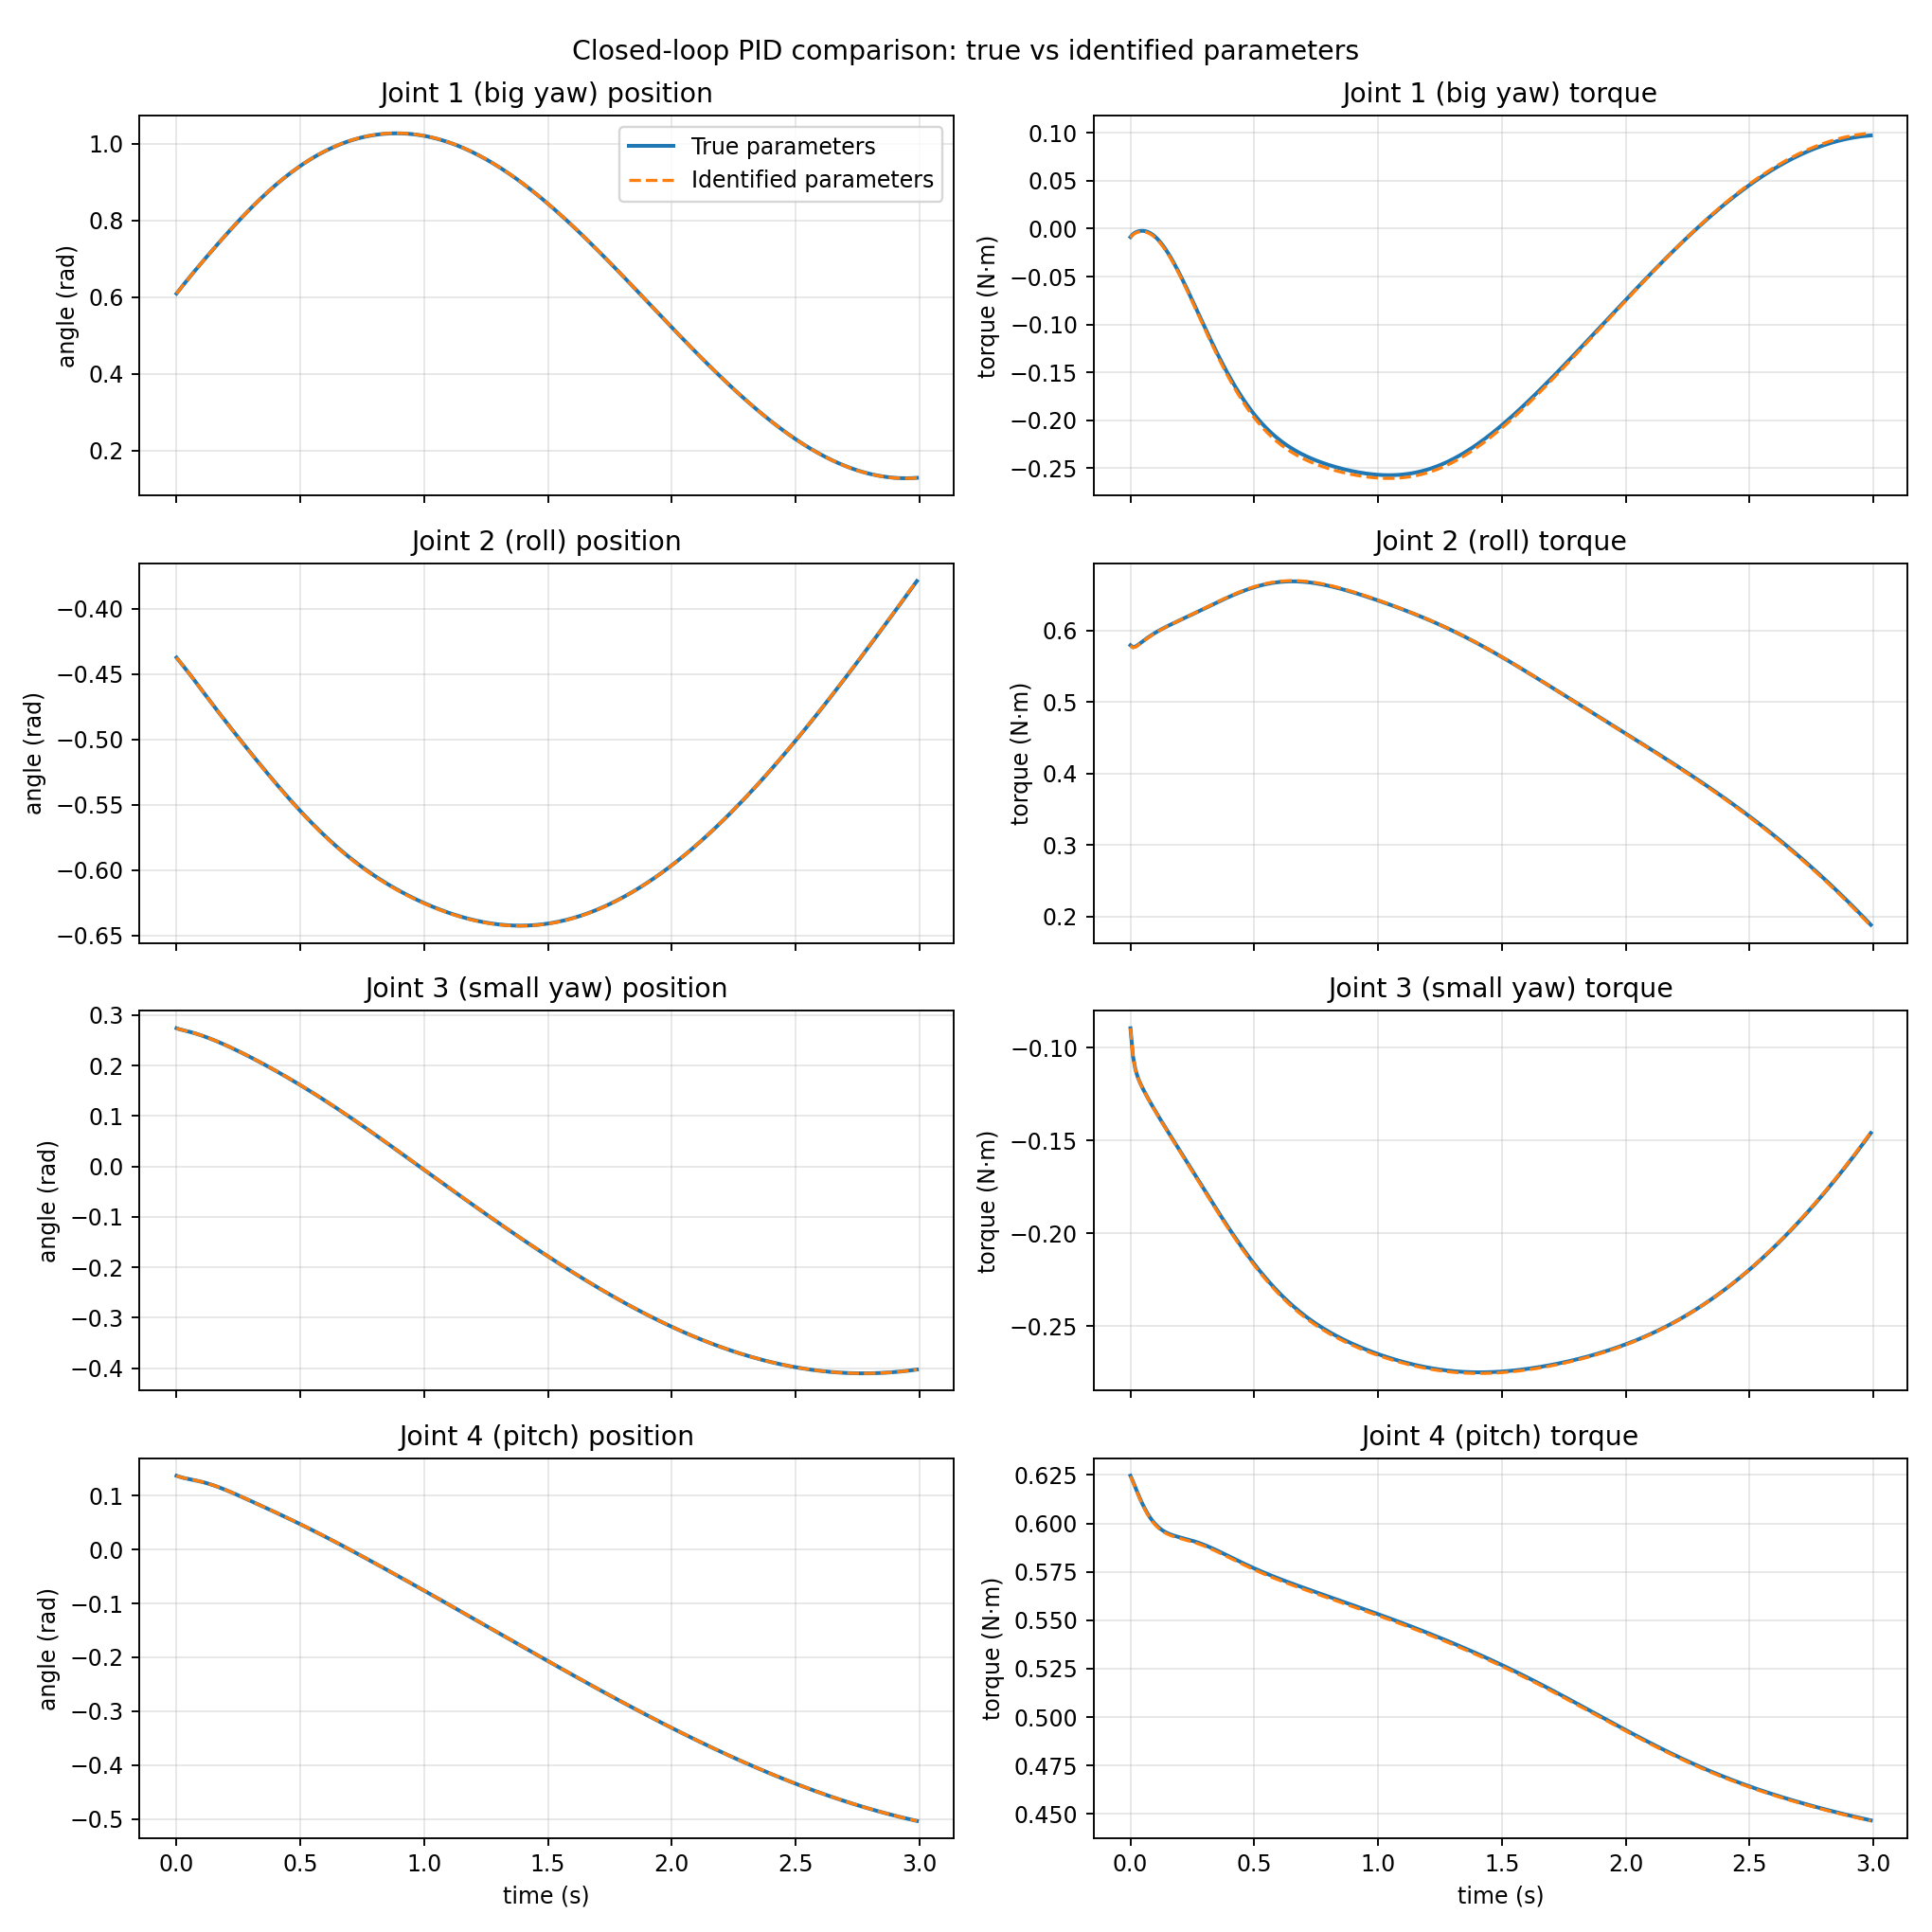 Closed-loop PID comparison: true vs identified parameters
Joint 1 (big yaw) position
True parameters
Identified parameters
angle (rad)
1.0
0.8
0.6
0.4
0.2
Joint 1 (big yaw) torque
torque (N·m)
0.10
0.05
0.00
−0.05
−0.10
−0.15
−0.20
−0.25
Joint 2 (roll) position
angle (rad)
−0.40
−0.45
−0.50
−0.55
−0.60
−0.65
Joint 2 (roll) torque
torque (N·m)
0.6
0.5
0.4
0.3
0.2
Joint 3 (small yaw) position
angle (rad)
0.3
0.2
0.1
0.0
−0.1
−0.2
−0.3
−0.4
Joint 3 (small yaw) torque
torque (N·m)
−0.10
−0.15
−0.20
−0.25
Joint 4 (pitch) position
angle (rad)
0.1
0.0
−0.1
−0.2
−0.3
−0.4
−0.5
0.0 0.5 1.0 1.5 2.0 2.5 3.0
time (s)
Joint 4 (pitch) torque
torque (N·m)
0.625
0.600
0.575
0.550
0.525
0.500
0.475
0.450
0.0 0.5 1.0 1.5 2.0 2.5 3.0
time (s)